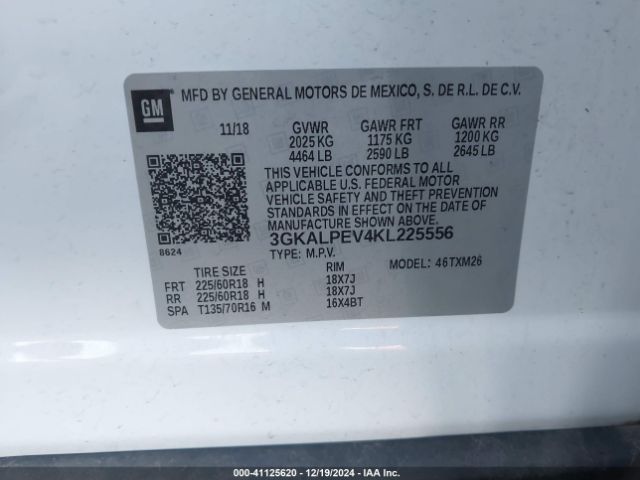 GM
MFD BY GENERAL MOTORS DE MEXICO, S. DE R.L. DE C.V.
11/18 GVWR GAWR FRT GAWR RR
2025 KG 1175 KG 1200 KG
4464 LB 2590 LB 2645 LB
THIS VEHICLE CONFORMS TO ALL
APPLICABLE U.S. FEDERAL MOTOR
VEHICLE SAFETY AND THEFT PREVENTION
STANDARDS IN EFFECT ON THE DATE OF
MANUFACTURE SHOWN ABOVE.
8624 3GKALPEV4KL225556
TYPE: M.P.V. MODEL: 46TXM26
TIRE SIZE RIM
FRT 225/60R18 H 18X7J
RR 225/60R18 H 18X7J
SPA T135/70R16 M 16X4BT
000-41125620 - 12/19/2024 - IAA Inc.